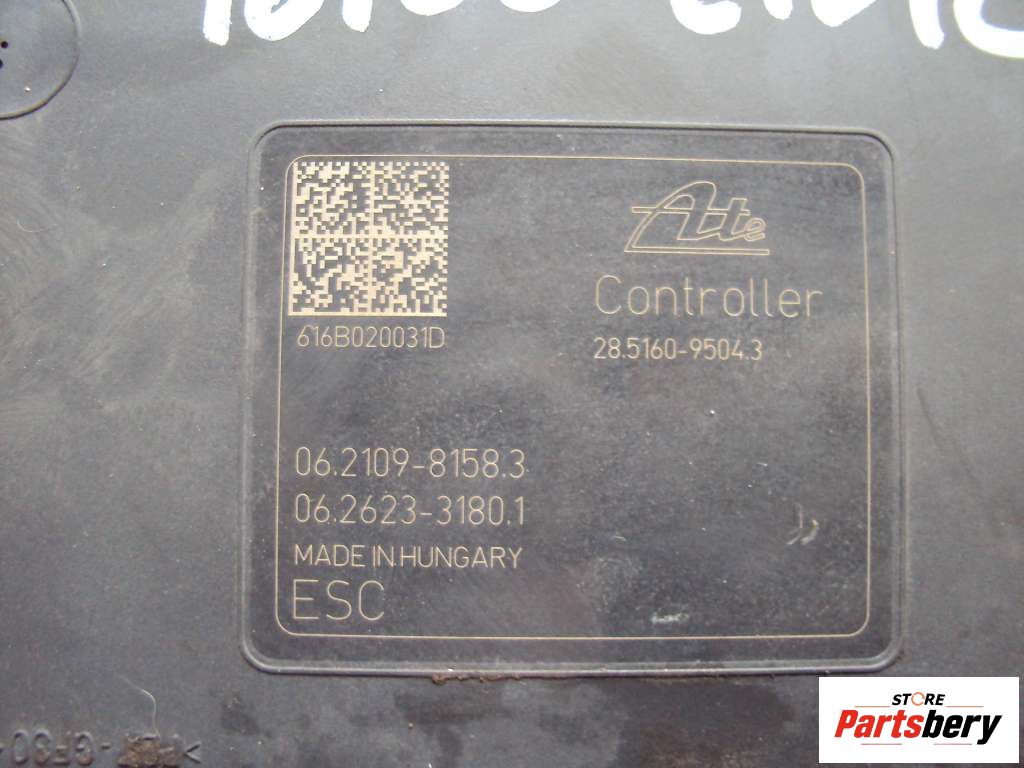 Ate
Controller
28.5160-9504.3
616B020031D
06.2109-8158.3
06.2623-3180.1
MADE IN HUNGARY
ESC
STORE
Partsbery